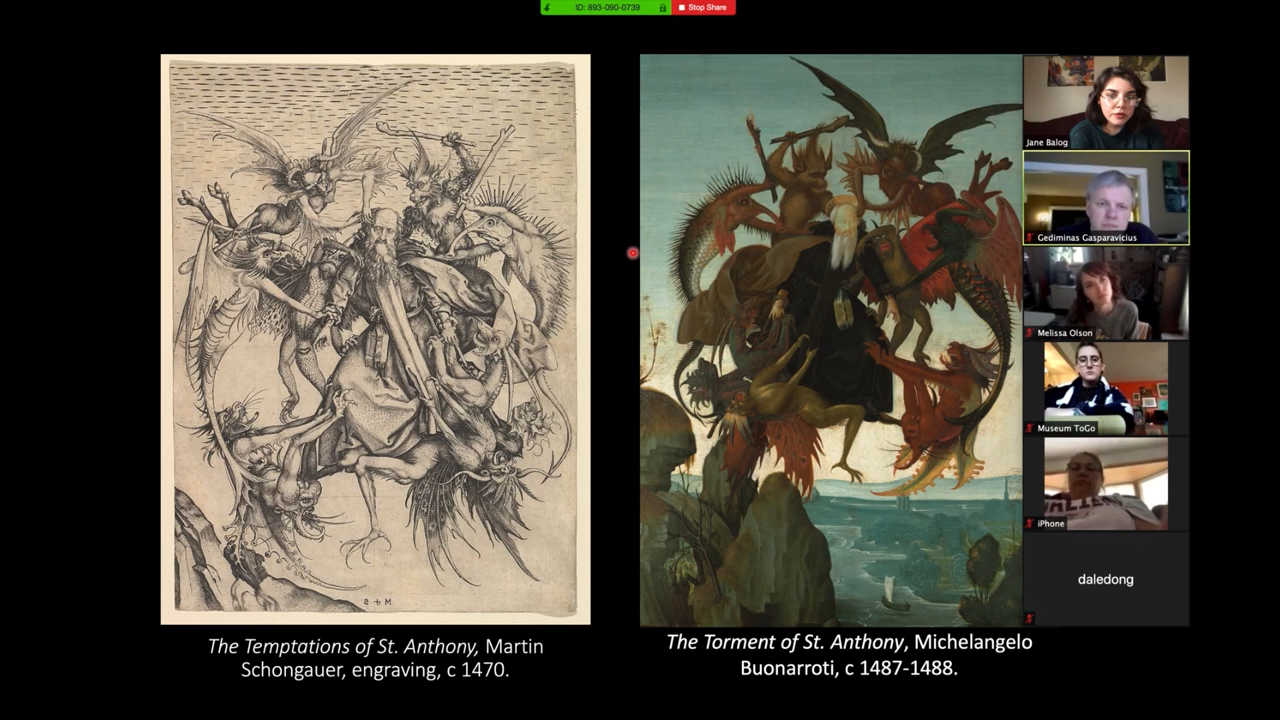 ID: 893-090-0739
Stop Share
Jane Balog
Gediminas Gasparavicius
Melissa Olson
Museum ToGo
iPhone
daledong
The Temptations of St. Anthony, Martin
Schongauer, engraving, c 1470.
The Torment of St. Anthony, Michelangelo
Buonarroti, c 1487-1488.